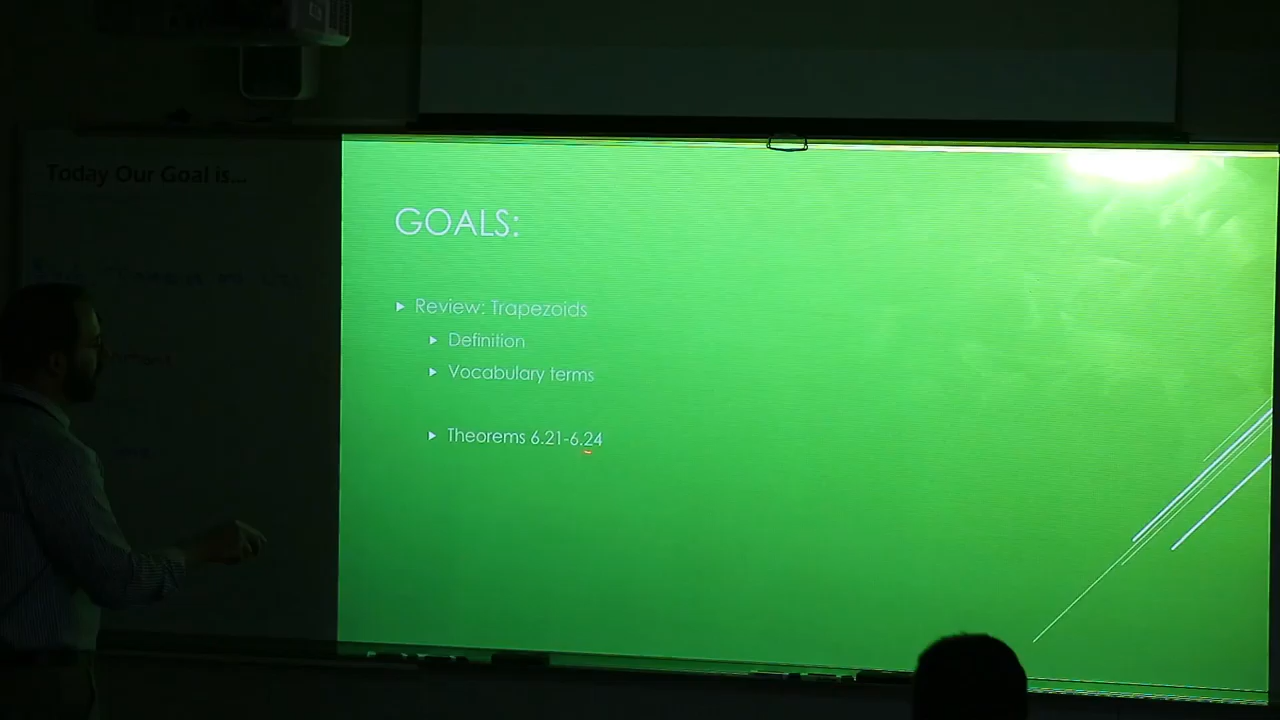 Today Our Goal is...
GOALS:
Review: Trapezoids
Definition
Vocabulary terms
Theorems 6.21-6.24